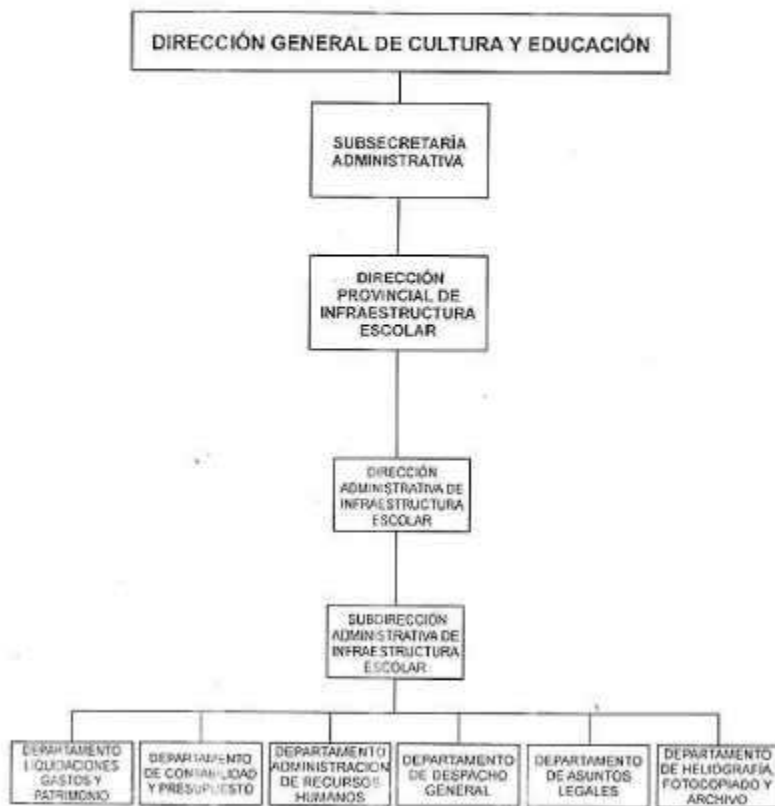 DIRECCIÓN GENERAL DE CULTURA Y EDUCACIÓN
SUBSECRETARÍA
ADMINISTRATIVA
DIRECCIÓN
PROVINCIAL DE
INFRAESTRUCTURA
ESCOLAR
DIRECCIÓN
ADMINISTRATIVA DE
INFRAESTRUCTURA
ESCOLAR
SUBDIRECCIÓN
ADMINISTRATIVA DE
INFRAESTRUCTURA
ESCOLAR
DEPARTAMENTO
LIQUIDACIONES
GASTOS Y
PATRIMONIO
DEPARTAMENTO
DE CONTABILIDAD
Y PRESUPUESTO
DEPARTAMENTO
ADMINISTRACION
DE RECURSOS
HUMANOS
DEPARTAMENTO
DE DESPACHO
GENERAL
DEPARTAMENTO
DE ASUNTOS
LEGALES
DEPARTAMENTO
DE HELIOGRAFÍA,
FOTOCOPIADO Y
ARCHIVO